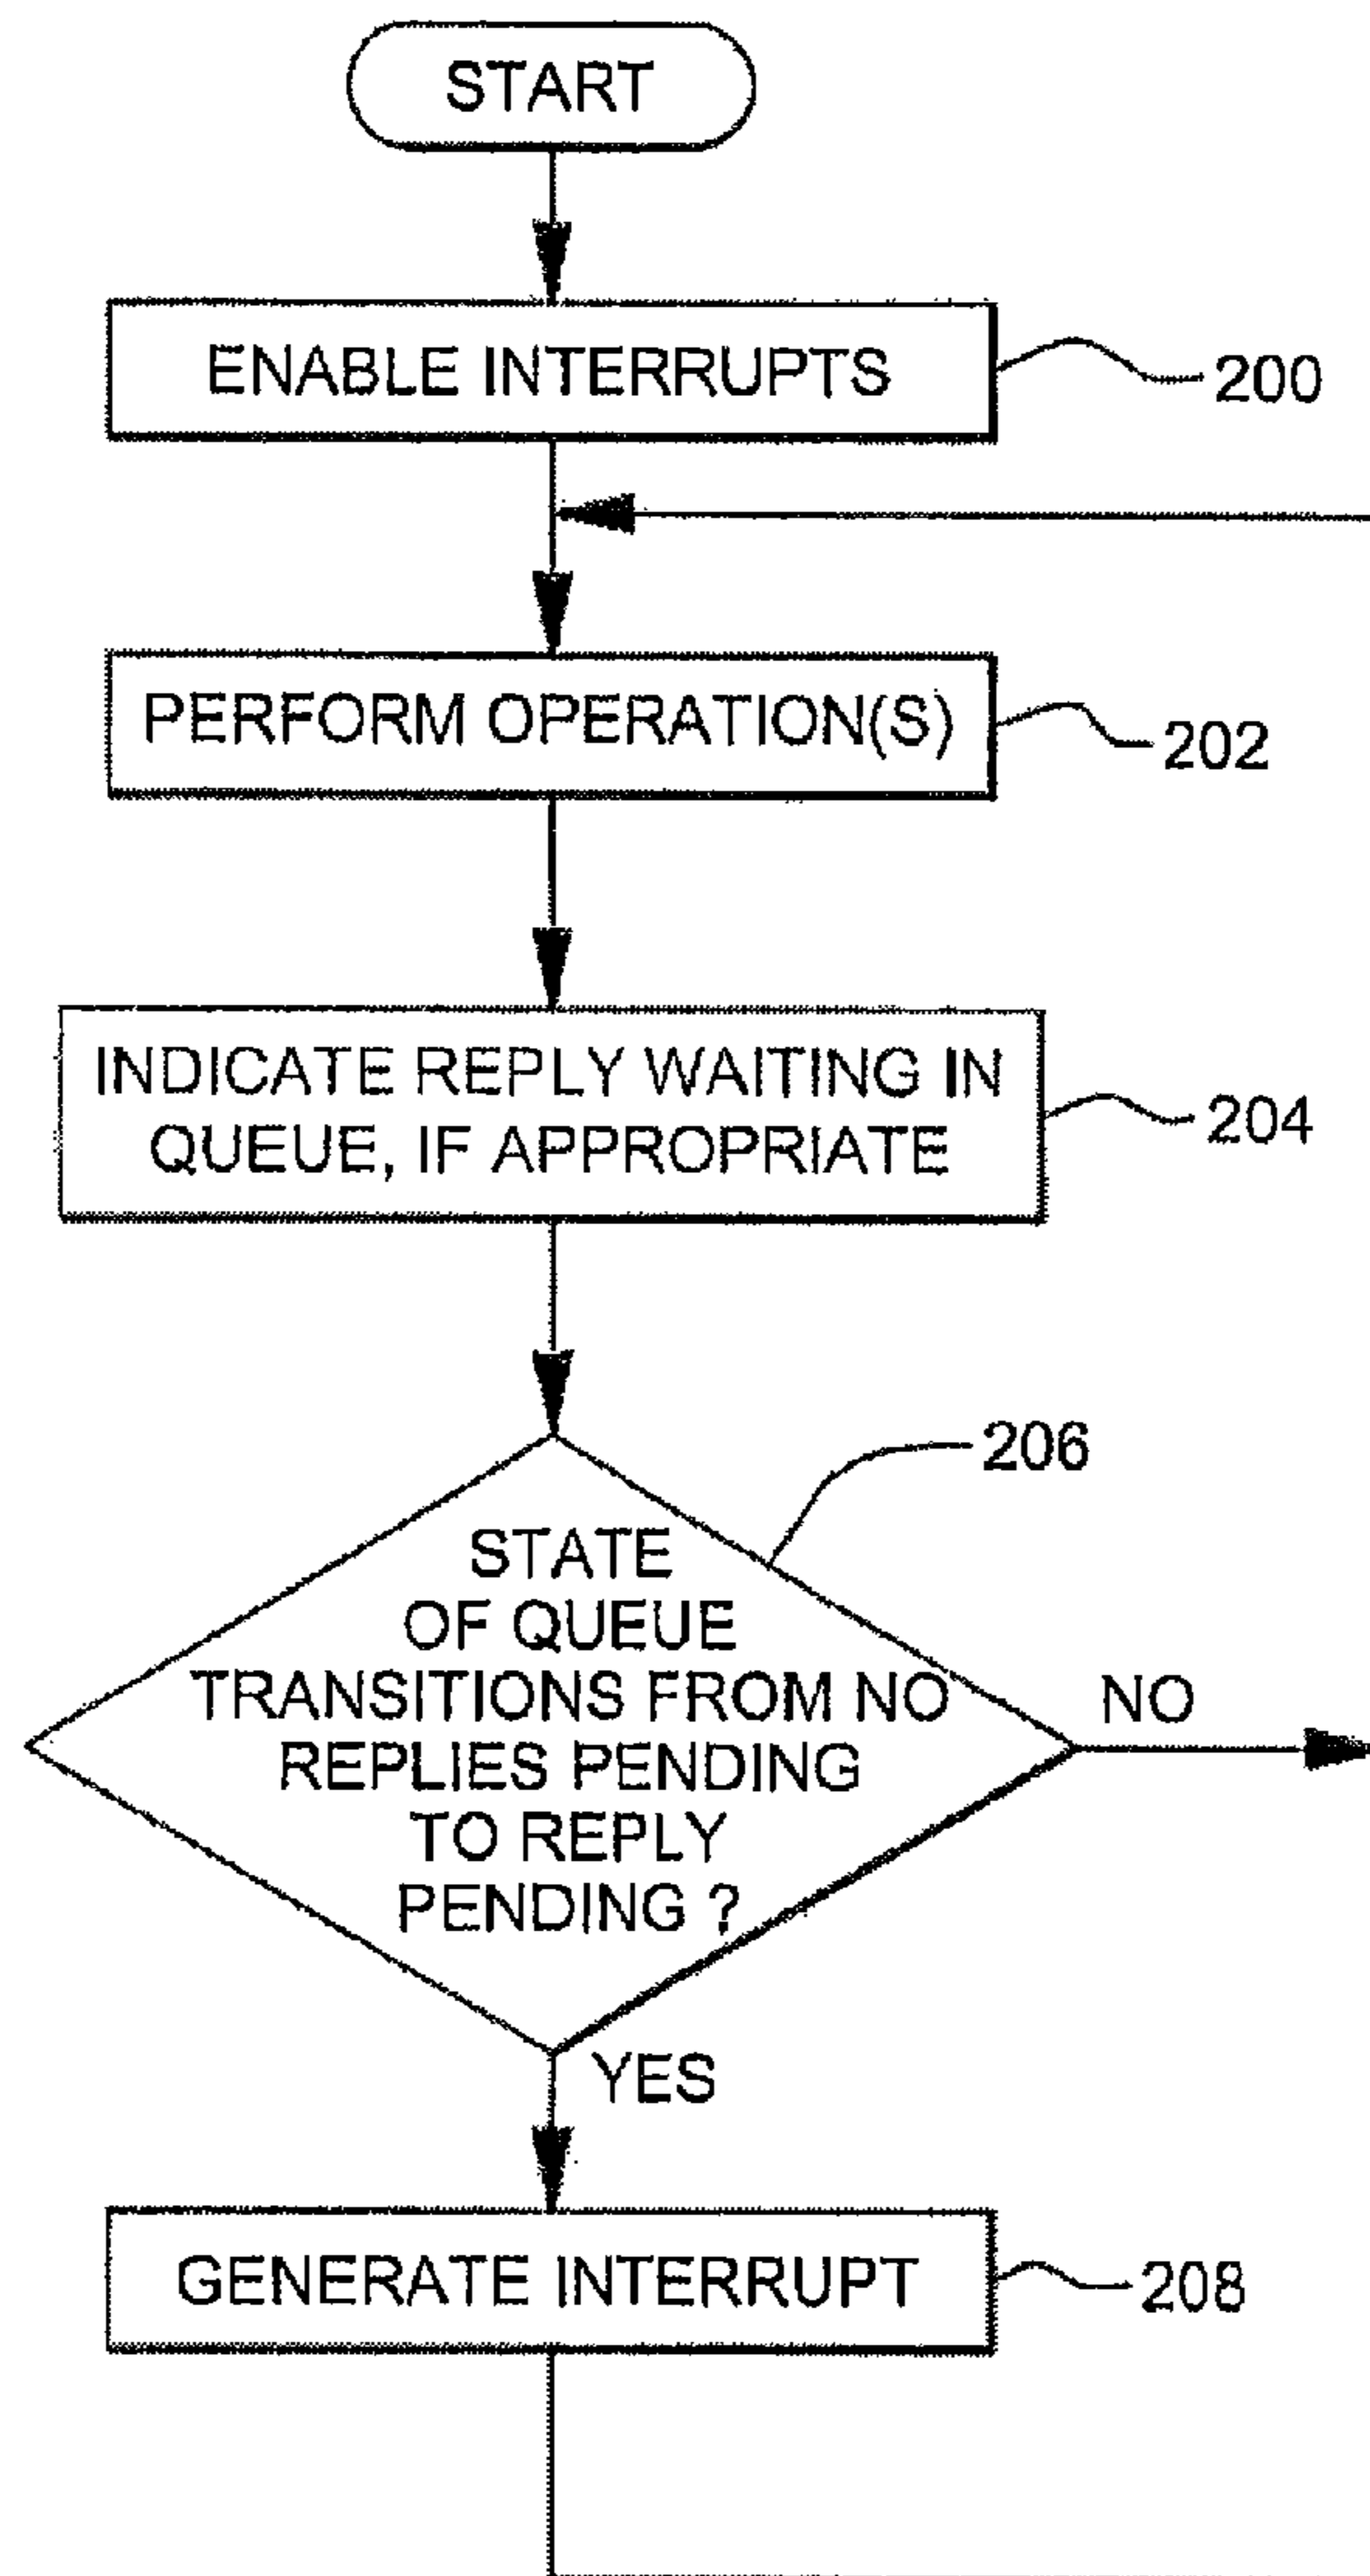 START
ENABLE INTERRUPTS
200
PERFORM OPERATION(S)
202
INDICATE REPLY WAITING IN
QUEUE, IF APPROPRIATE
204
206
STATE
OF QUEUE
TRANSITIONS FROM NO
REPLIES PENDING
TO REPLY
PENDING ?
NO
YES
GENERATE INTERRUPT
208